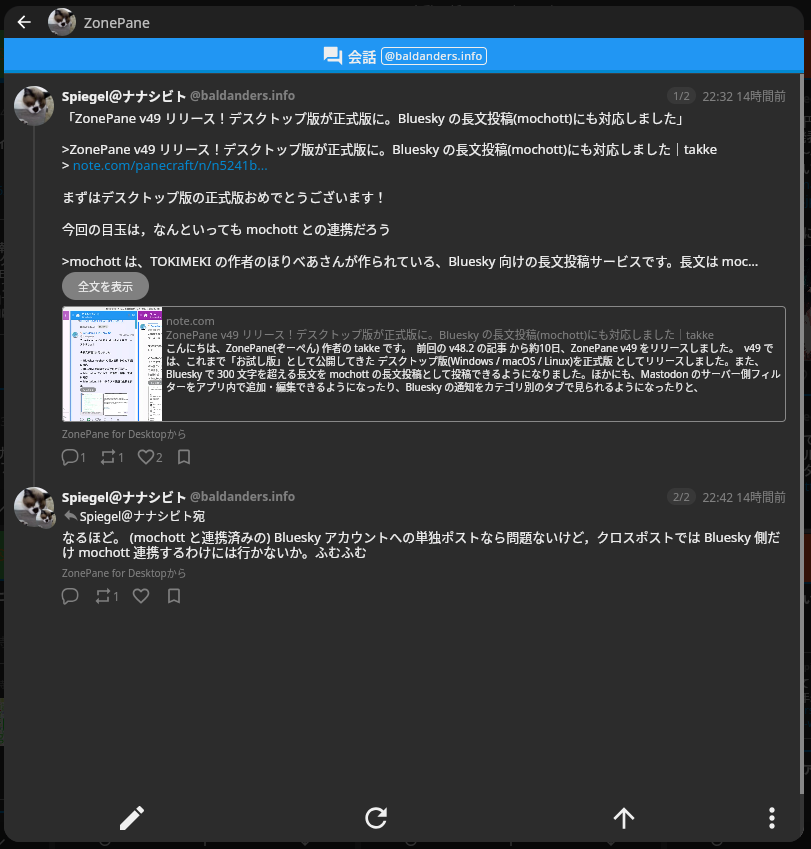 ZonePane
会話 @baldanders.info
Spiegel@ナナシビト @baldanders.info 1/2 22:32 14時間前
「ZonePane v49 リリース！デスクトップ版が正式版に。Bluesky の長文投稿(mochott)にも対応しました」
>ZonePane v49 リリース！デスクトップ版が正式版に。Bluesky の長文投稿(mochott)にも対応しました｜takke
> note.com/panecraft/n/n5241b...
まずはデスクトップ版の正式版おめでとうございます！
今回の目玉は，なんといっても mochott との連携だろう
>mochott は、TOKIMEKI の作者のほりべあさんが作られている、Bluesky 向けの長文投稿サービスです。長文は moc...
全文を表示
note.com
ZonePane v49 リリース！デスクトップ版が正式版に。Bluesky の長文投稿(mochott)にも対応しました｜takke
こんにちは、ZonePane(ぞーぺん) 作者の takke です。 前回の v48.2 の記事 から約10日、ZonePane v49 をリリースしました。 v49 で
は、これまで「お試し版」として公開してきた デスクトップ版(Windows / macOS / Linux)を正式版 としてリリースしました。また、
Bluesky で 300 文字を超える長文を mochott の長文投稿として投稿できるようになりました。ほかにも、Mastodon のサーバー側フィル
ターをアプリ内で追加・編集できるようになったり、Bluesky の通知をカテゴリ別のタブで見られるようになったりと、
ZonePane for Desktopから
1 1 2
Spiegel@ナナシビト @baldanders.info 2/2 22:42 14時間前
Spiegel@ナナシビト宛
なるほど。 (mochott と連携済みの) Bluesky アカウントへの単独ポストなら問題ないけど，クロスポストでは Bluesky 側だ
け mochott 連携するわけには行かないか。ふむふむ
ZonePane for Desktopから
1